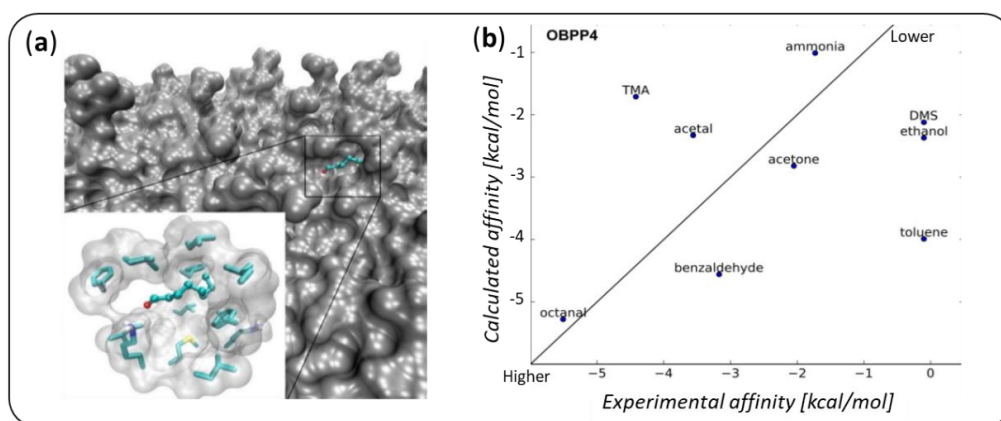 (a)
(b)
OBPP4
Lower
ammonia
-1
TMA
-2
DMS
acetal
ethanol
acetone
-3
toluene
-4
benzaldehyde
-5
octanal
Higher
Calculated affinity [kcal/mol]
−5 −4 −3 −2 −1 0
Experimental affinity [kcal/mol]